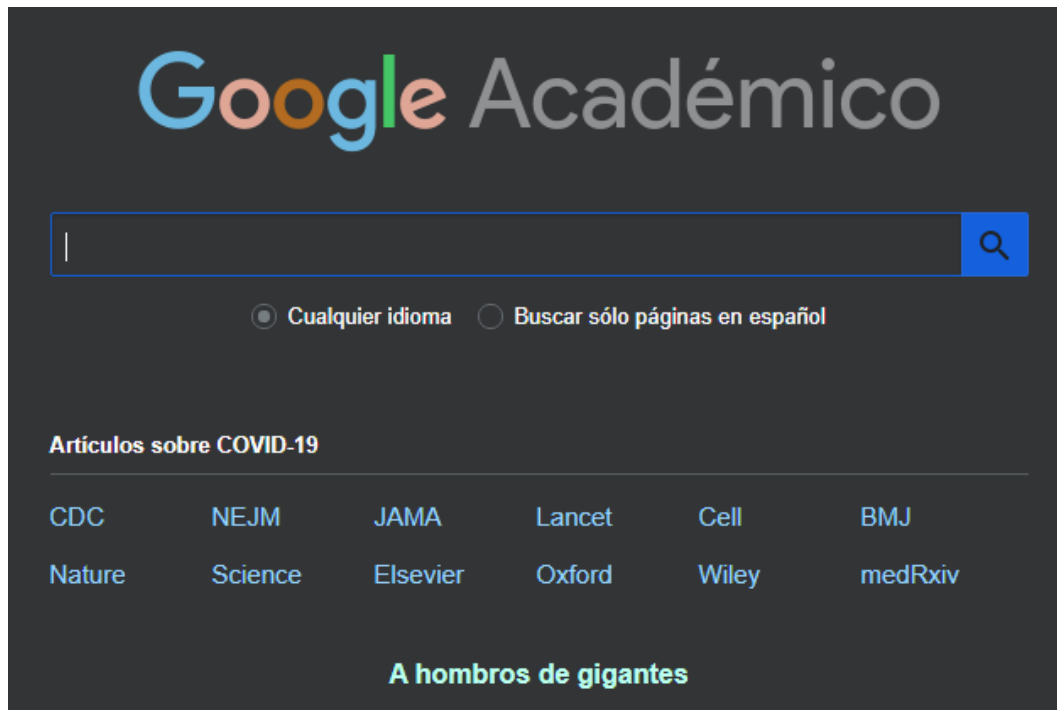 Google Académico
Cualquier idioma Buscar sólo páginas en español
Artículos sobre COVID-19
CDC NEJM JAMA Lancet Cell BMJ
Nature Science Elsevier Oxford Wiley medRxiv
A hombros de gigantes